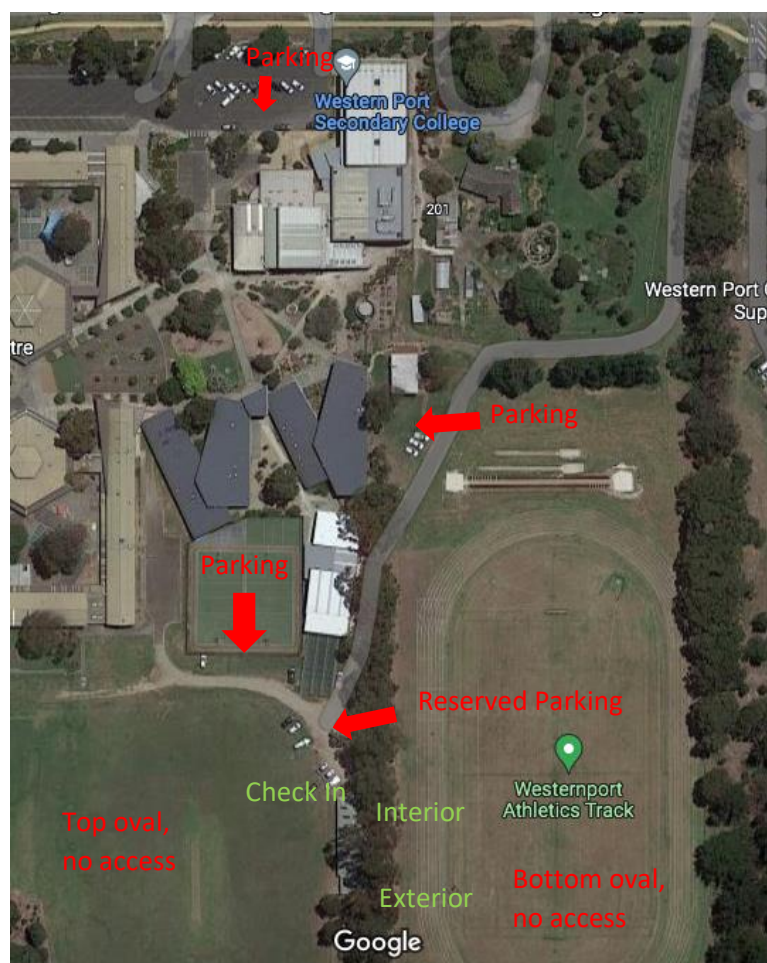 Parking
Western Port
Secondary College
201
Western Port
Sup
tre
Parking
Parking
Reserved Parking
Check In
Interior
Westernport
Athletics Track
Top oval,
no access
Exterior
Bottom oval,
no access
Google